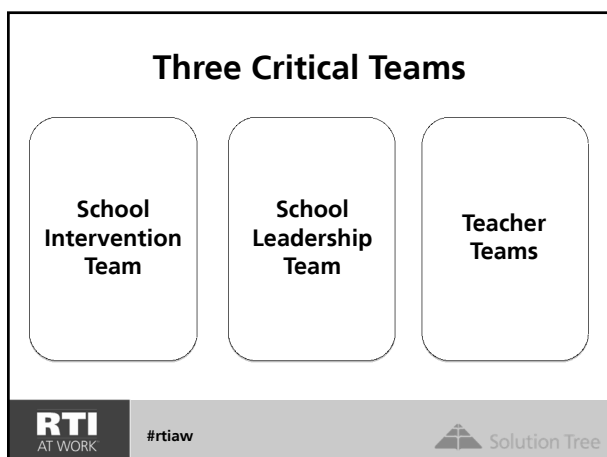 Three Critical Teams
School
Intervention
Team
School
Leadership
Team
Teacher
Teams
RTI
AT WORK
#rtiaw
Solution Tree